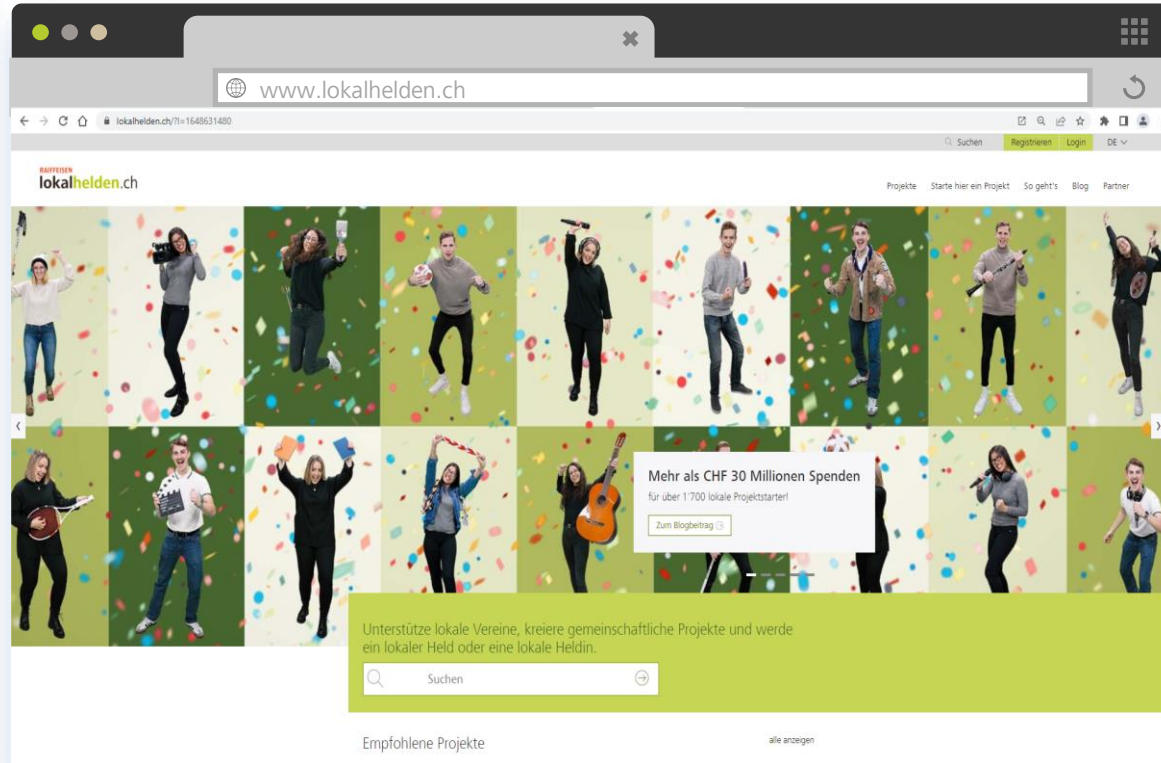 www.lokalhelden.ch
lokalhelden.ch/?l=1648631480
Suchen Registrieren Login DE
RAIFFEISEN
lokalhelden.ch
Projekte Starte hier ein Projekt So geht's Blog Partner
Mehr als CHF 30 Millionen Spenden
für über 1'700 lokale Projektstarter!
Zum Blogbeitrag
Unterstütze lokale Vereine, kreiere gemeinschaftliche Projekte und werde
ein lokaler Held oder eine lokale Heldin.
Suchen
Empfohlene Projekte alle anzeigen